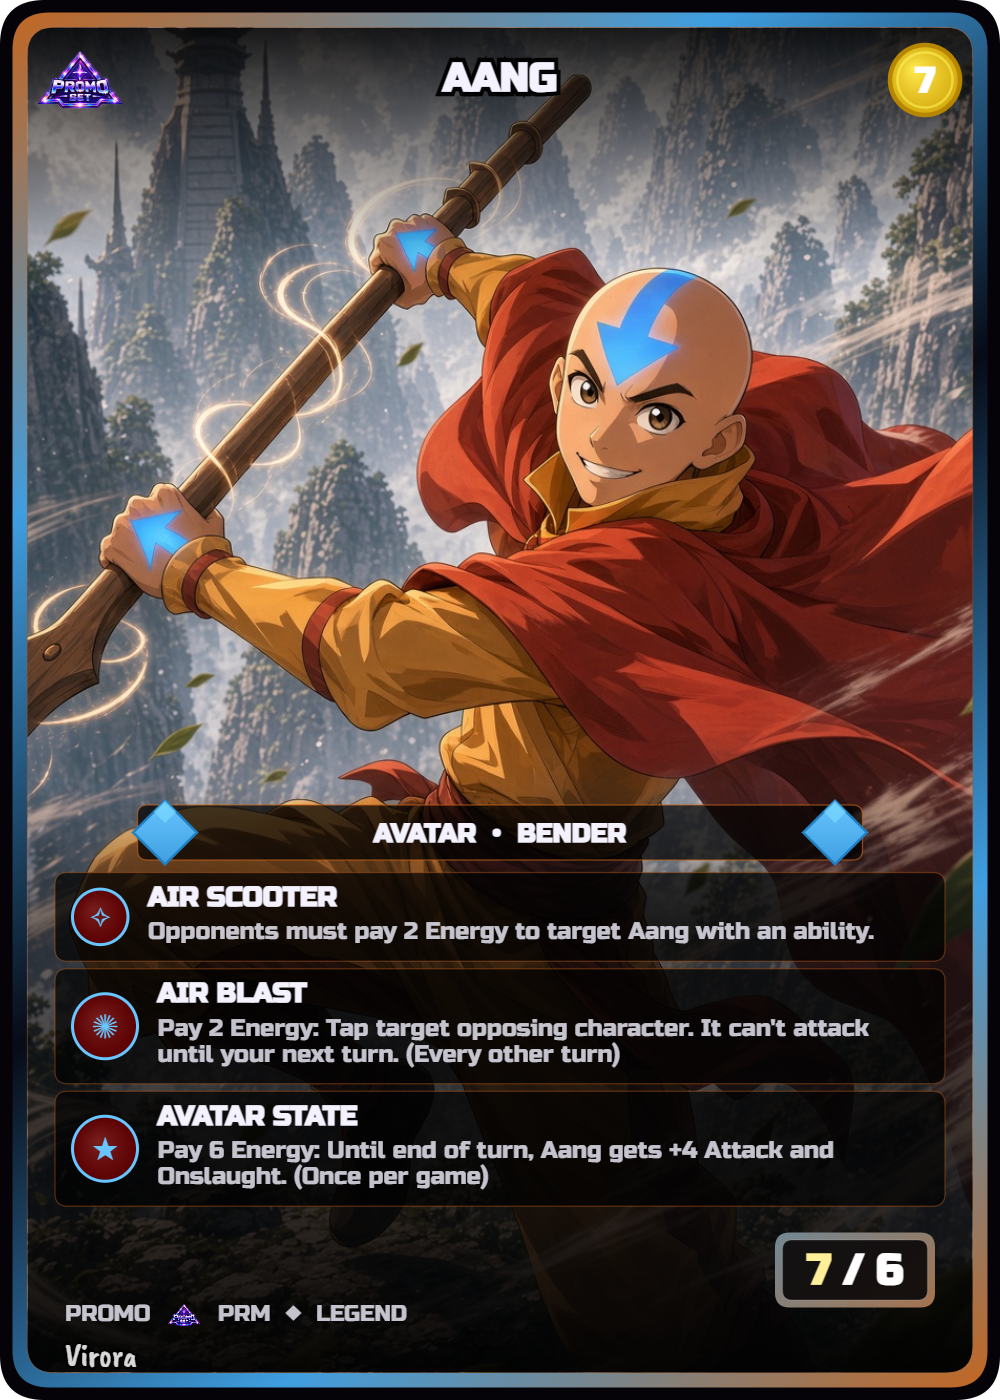 PROMO
SET
AANG
7
AVATAR • BENDER
AIR SCOOTER
Opponents must pay 2 Energy to target Aang with an ability.
AIR BLAST
Pay 2 Energy: Tap target opposing character. It can't attack
until your next turn. (Every other turn)
AVATAR STATE
Pay 6 Energy: Until end of turn, Aang gets +4 Attack and
Onslaught. (Once per game)
7 / 6
PROMO PRM ◆ LEGEND
Virora